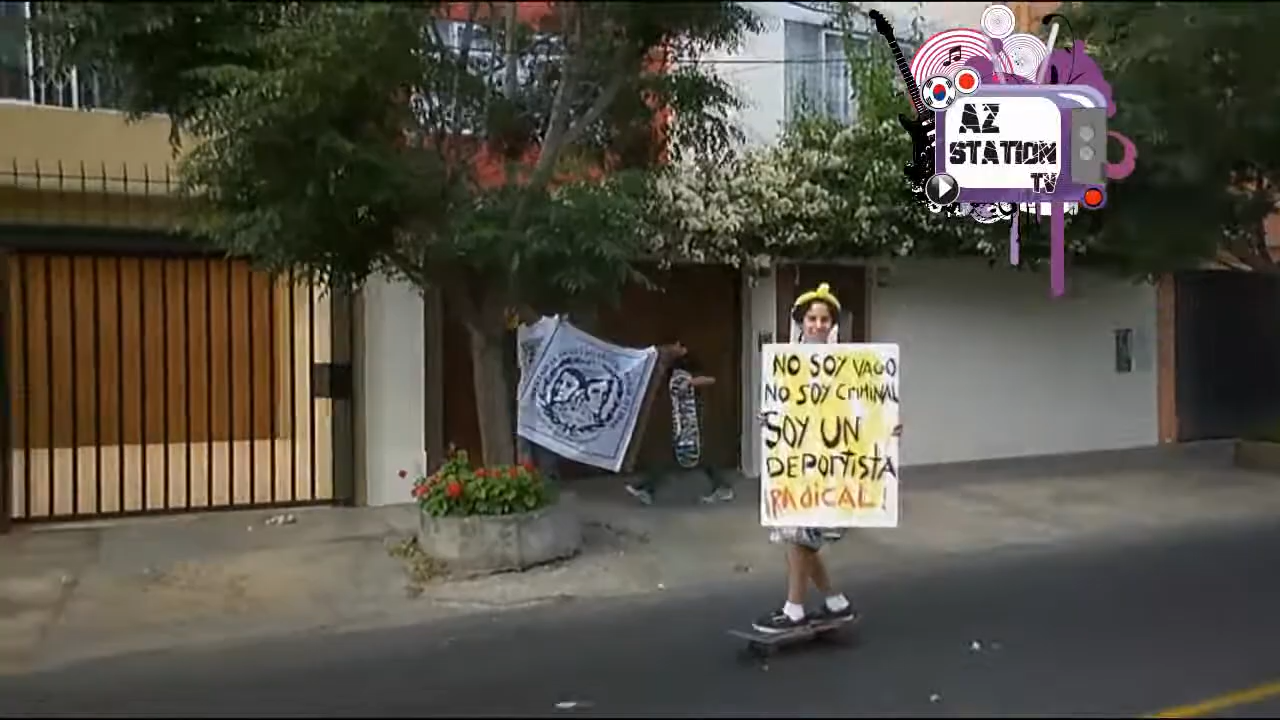 AZ
STATION
TV
NO SOY VAGO
NO SOY CRIMINAL
SOY UN
DEPORTISTA
¡RADICAL!